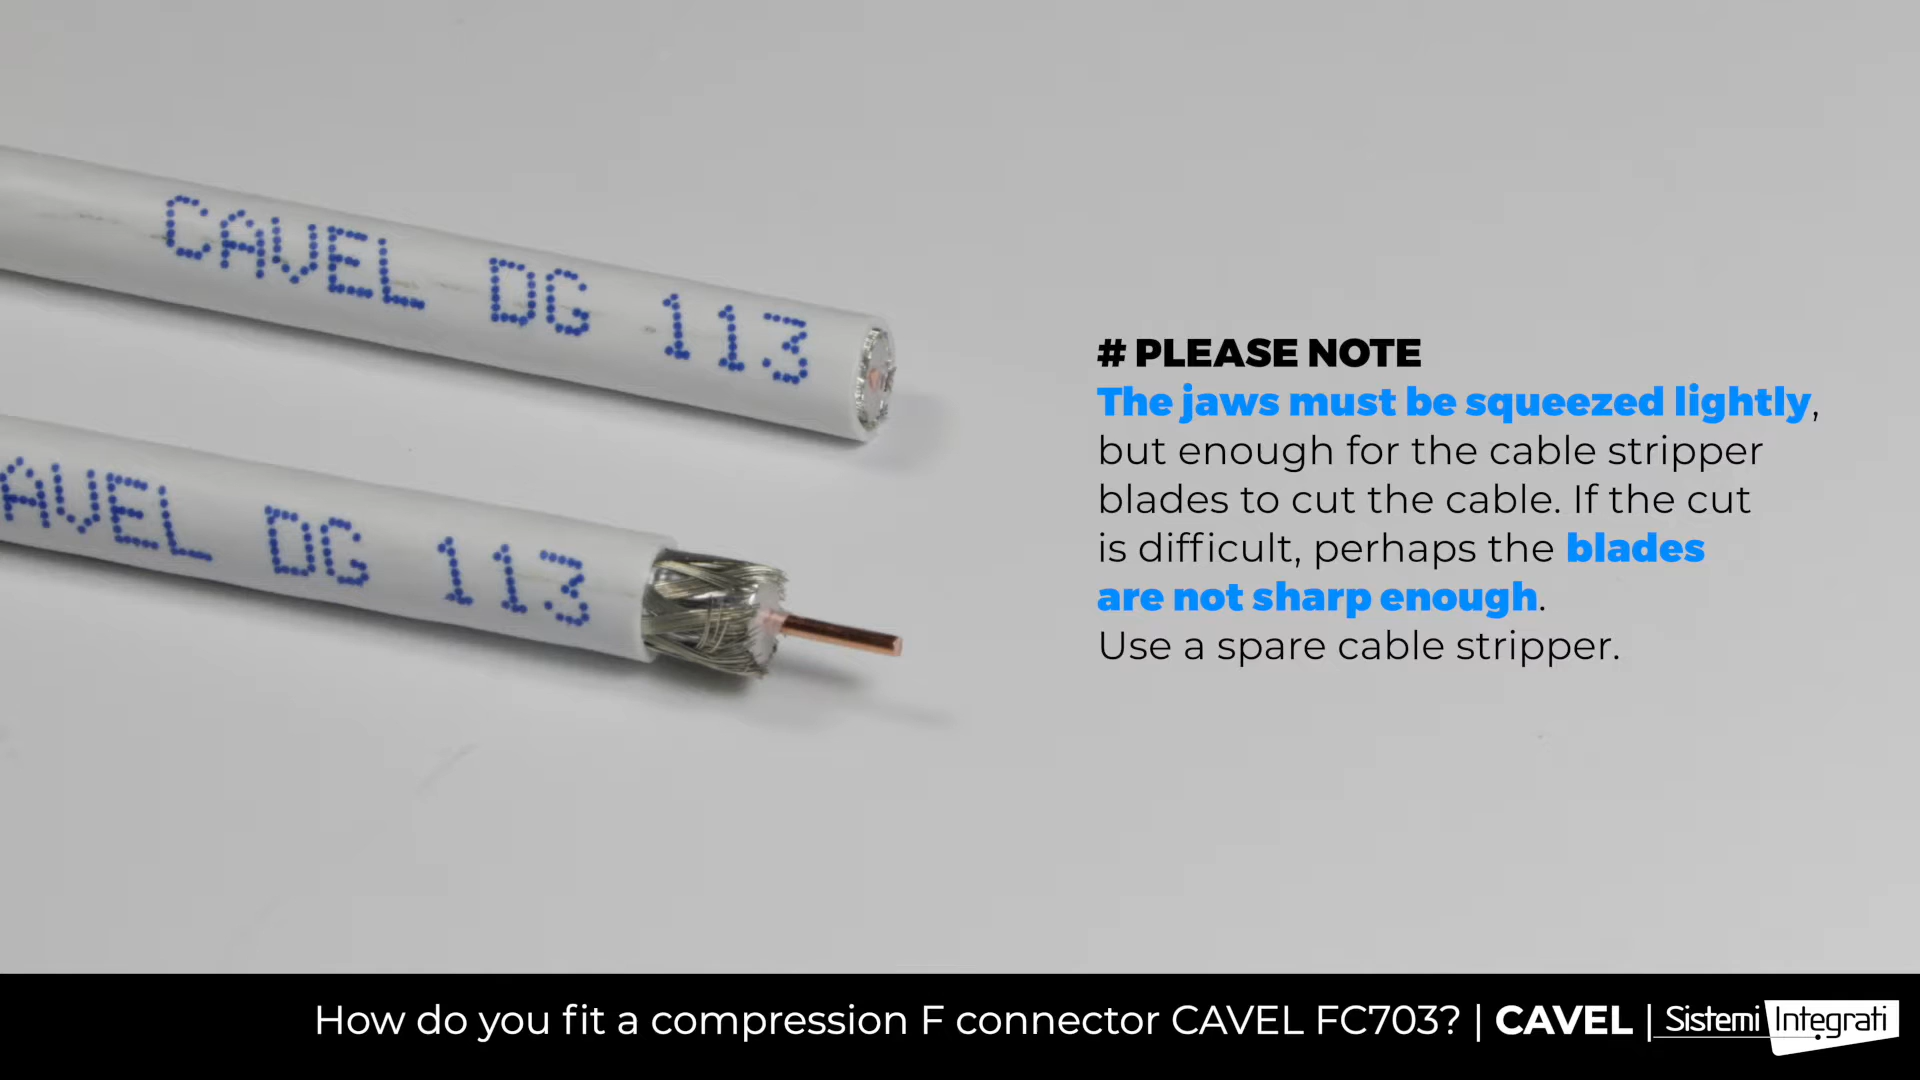 CAVEL DG 113
AVEL DG 113
# PLEASE NOTE
The jaws must be squeezed lightly,
but enough for the cable stripper
blades to cut the cable. If the cut
is difficult, perhaps the blades
are not sharp enough.
Use a spare cable stripper.
How do you fit a compression F connector CAVEL FC703? | CAVEL | Sistemi Integrati